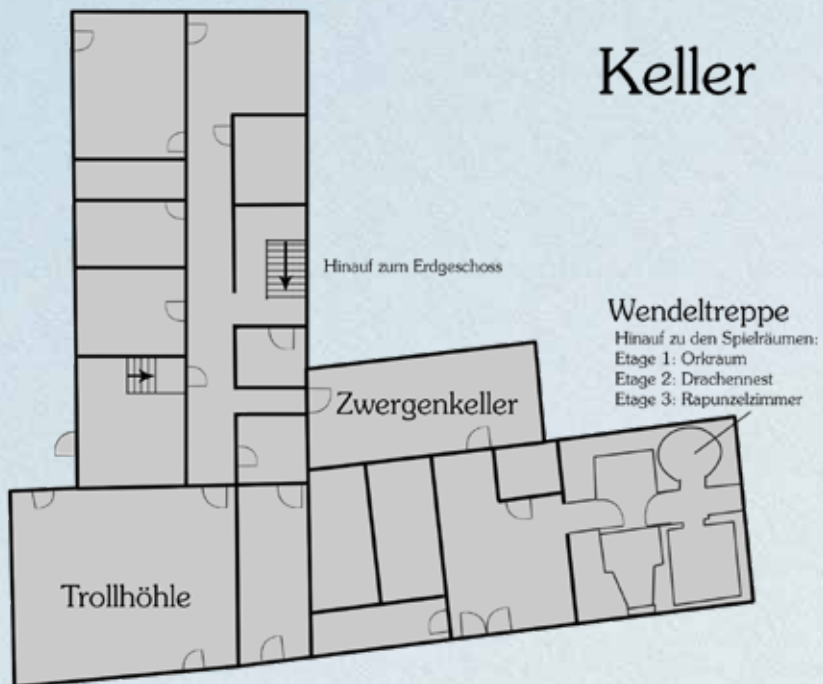 Keller
Hinauf zum Erdgeschoss
Wendeltreppe
Hinauf zu den Spielräumen:
Etage 1: Orkraum
Etage 2: Drachennest
Etage 3: Rapunzelzimmer
Zwergenkeller
Trollhöhle